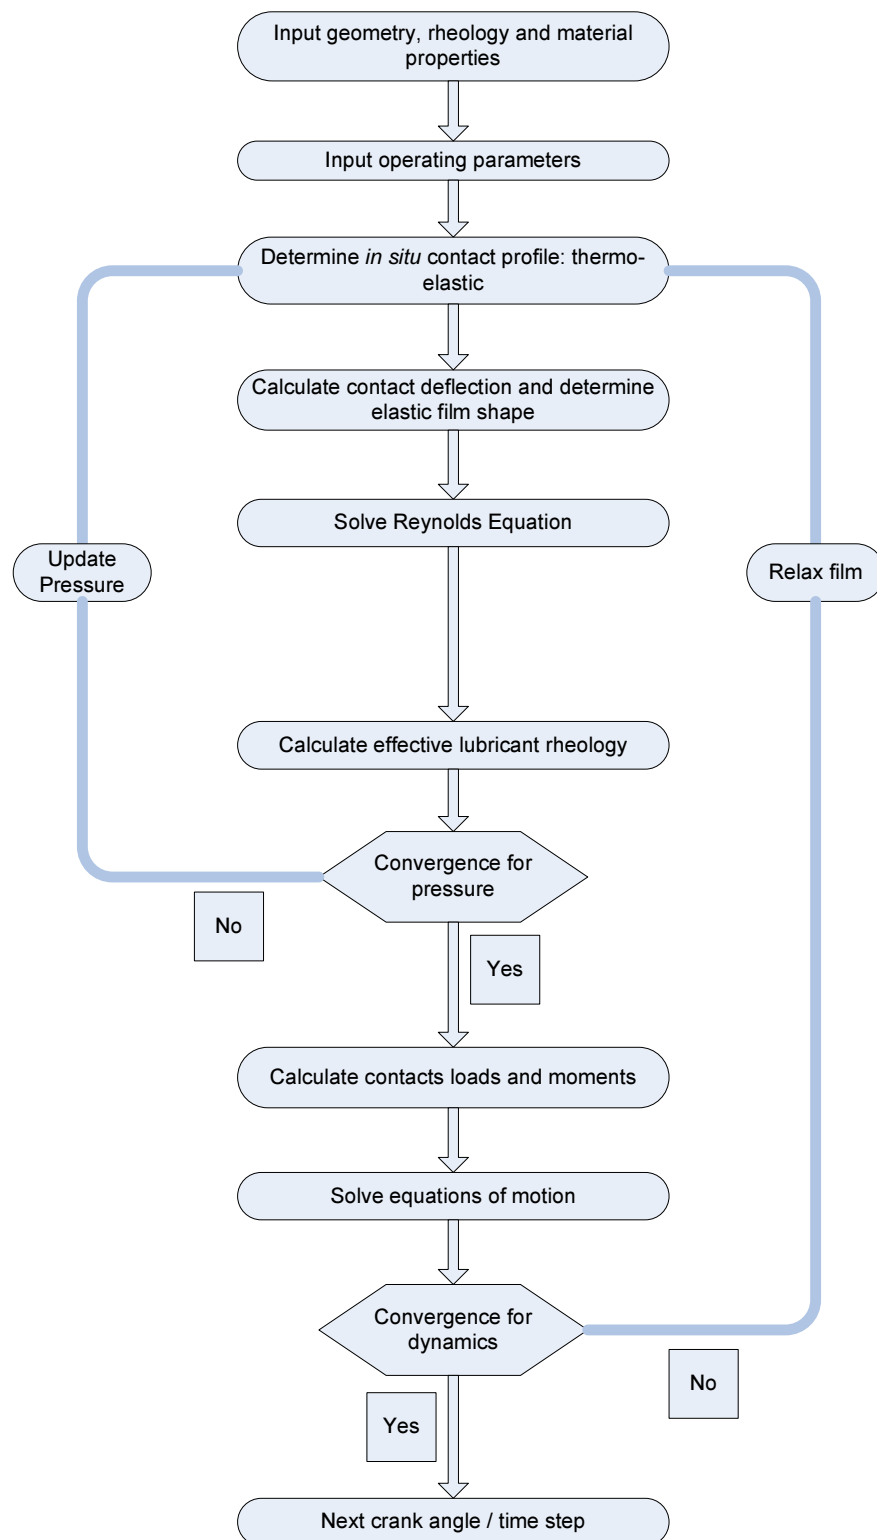 Input geometry, rheology and material
properties
Input operating parameters
Determine in situ contact profile: thermo-
elastic
Calculate contact deflection and determine
elastic film shape
Solve Reynolds Equation
Update
Pressure
Relax film
Calculate effective lubricant rheology
Convergence for
pressure
No
Yes
Calculate contacts loads and moments
Solve equations of motion
Convergence for
dynamics
No
Yes
Next crank angle / time step